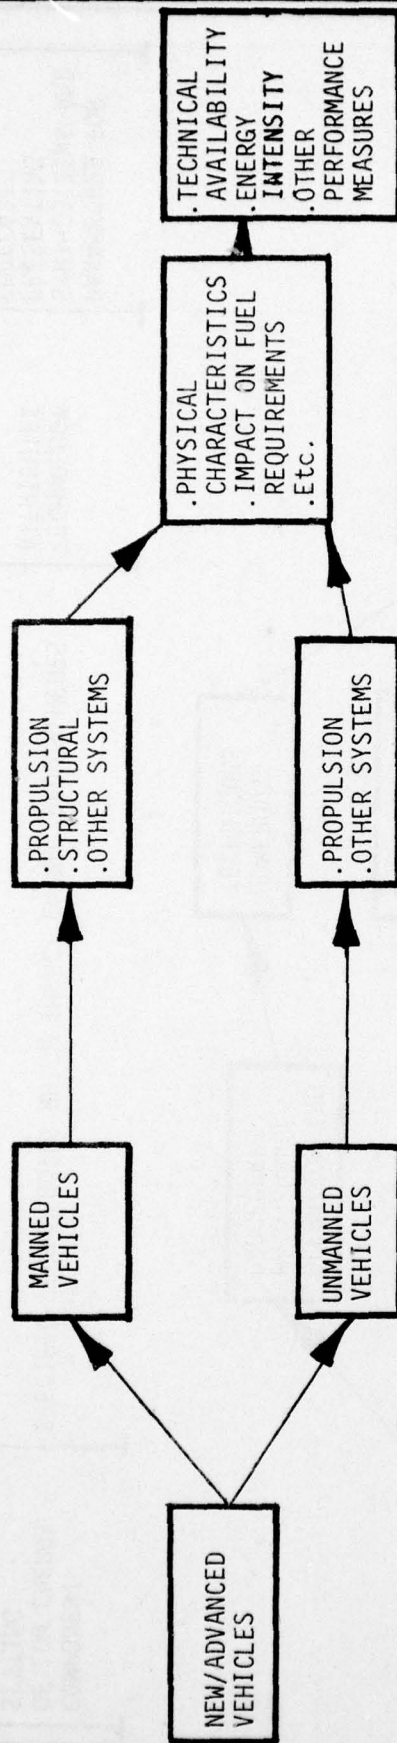 NEW/ADVANCED
VEHICLES
MANNED
VEHICLES
UNMANNED
VEHICLES
.PROPULSION
.STRUCTURAL
.OTHER SYSTEMS
.PROPULSION
.OTHER SYSTEMS
.PHYSICAL
CHARACTERISTICS
.IMPACT ON FUEL
REQUIREMENTS
.Etc.
.TECHNICAL
AVAILABILITY
.ENERGY
INTENSITY
.OTHER
PERFORMANCE
MEASURES